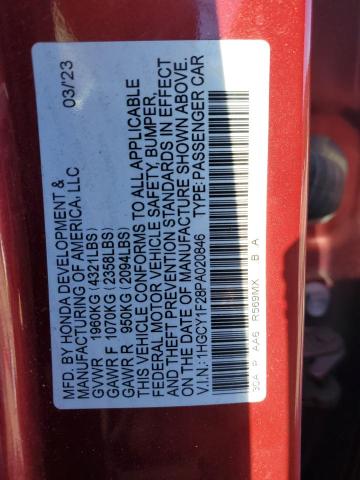 MFD. BY HONDA DEVELOPMENT & 03/23
MANUFACTURING OF AMERICA, LLC
GVWR 1960KG (4321LBS)
GAWR F 1070KG (2358LBS)
GAWR R 950KG (2094LBS)
THIS VEHICLE CONFORMS TO ALL APPLICABLE
FEDERAL MOTOR VEHICLE SAFETY, BUMPER,
AND THEFT PREVENTION STANDARDS IN EFFECT
ON THE DATE OF MANUFACTURE SHOWN ABOVE.
V.I.N.: 1HGCY1F28PA020946 TYPE: PASSENGER CAR
30A P AA6 R569MX B A